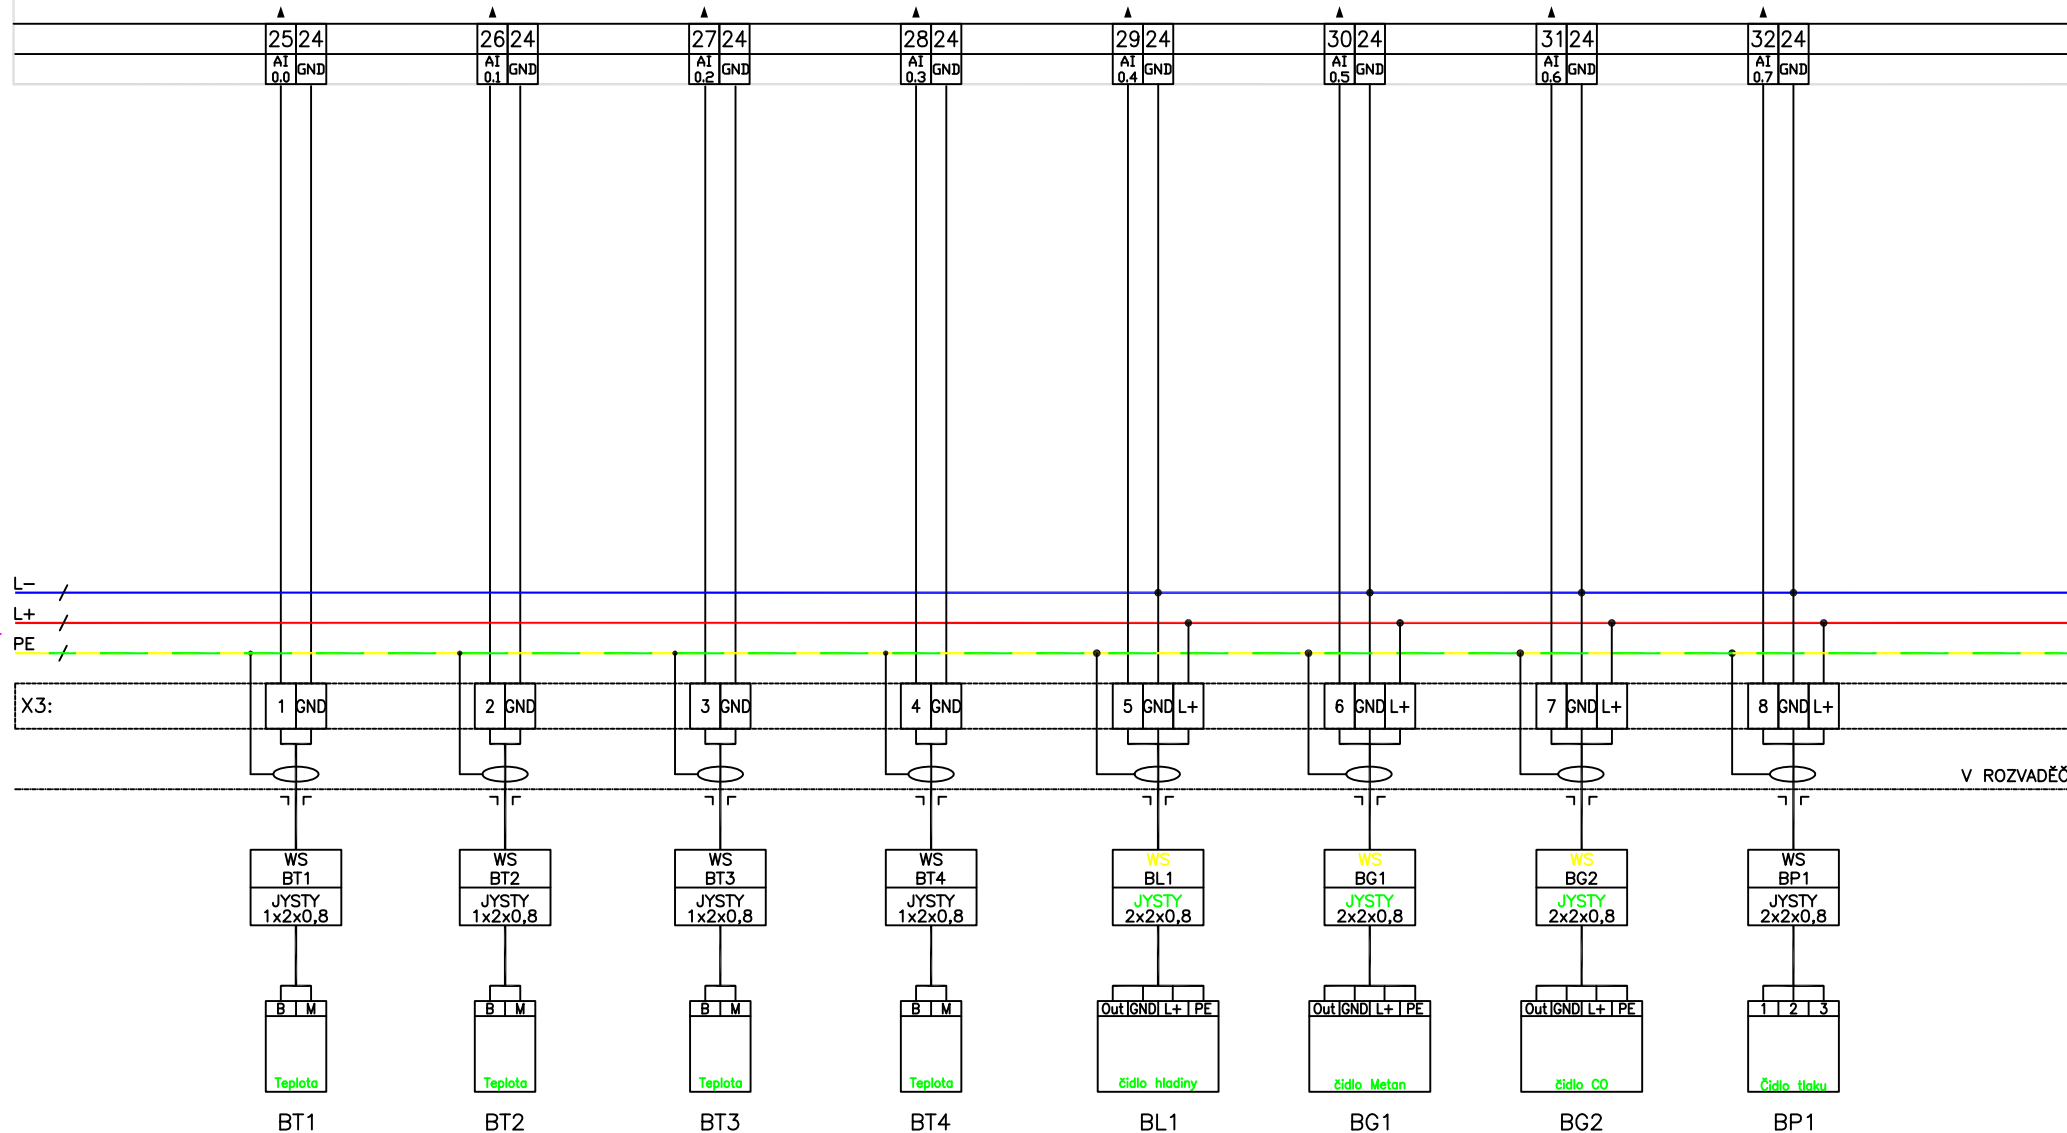 25 24 26 24 27 24 28 24 29 24 30 24 31 24 32 24
AI 0.0 GND AI 0.1 GND AI 0.2 GND AI 0.3 GND AI 0.4 GND AI 0.5 GND AI 0.6 GND AI 0.7 GND
L-
L+
PE
X3: 1 GND 2 GND 3 GND 4 GND 5 GND L+ 6 GND L+ 7 GND L+ 8 GND L+
V ROZVADĚČ
WS WS WS WS WS WS WS WS
BT1 BT2 BT3 BT4 BL1 BG1 BG2 BP1
JYSTY JYSTY JYSTY JYSTY JYSTY JYSTY JYSTY JYSTY
1x2x0,8 1x2x0,8 1x2x0,8 1x2x0,8 2x2x0,8 2x2x0,8 2x2x0,8 2x2x0,8
B M B M B M B M Out GND L+ PE Out GND L+ PE Out GND L+ PE 1 2 3
Teplota Teplota Teplota Teplota čidlo hladiny čidlo Metan čidlo CO Čidlo tlaku
BT1 BT2 BT3 BT4 BL1 BG1 BG2 BP1